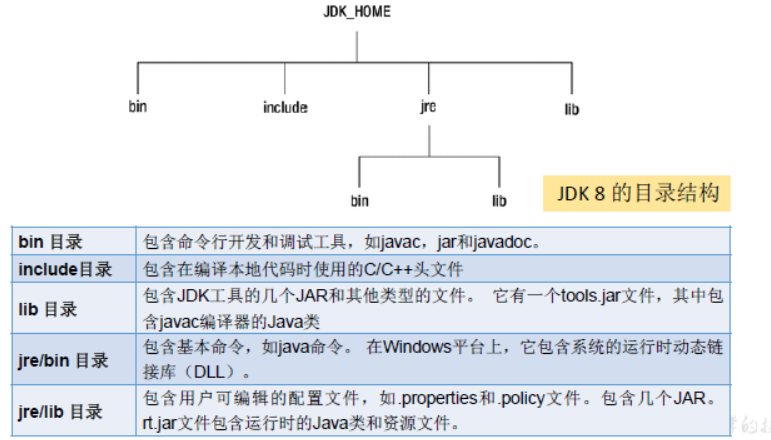 JDK_HOME
bin
include
jre
lib
bin
lib
JDK 8 的目录结构
bin 目录
包含命令行开发和调试工具，如javac，jar和javadoc。
include目录
包含在编译本地代码时使用的C/C++头文件
lib 目录
包含JDK工具的几个JAR和其他类型的文件。 它有一个tools.jar文件，其中包
含javac编译器的Java类
jre/bin 目录
包含基本命令，如java命令。 在Windows平台上，它包含系统的运行时动态链
接库（DLL）。
jre/lib 目录
包含用户可编辑的配置文件，如.properties和.policy文件。包含几个JAR。
rt.jar文件包含运行时的Java类和资源文件。